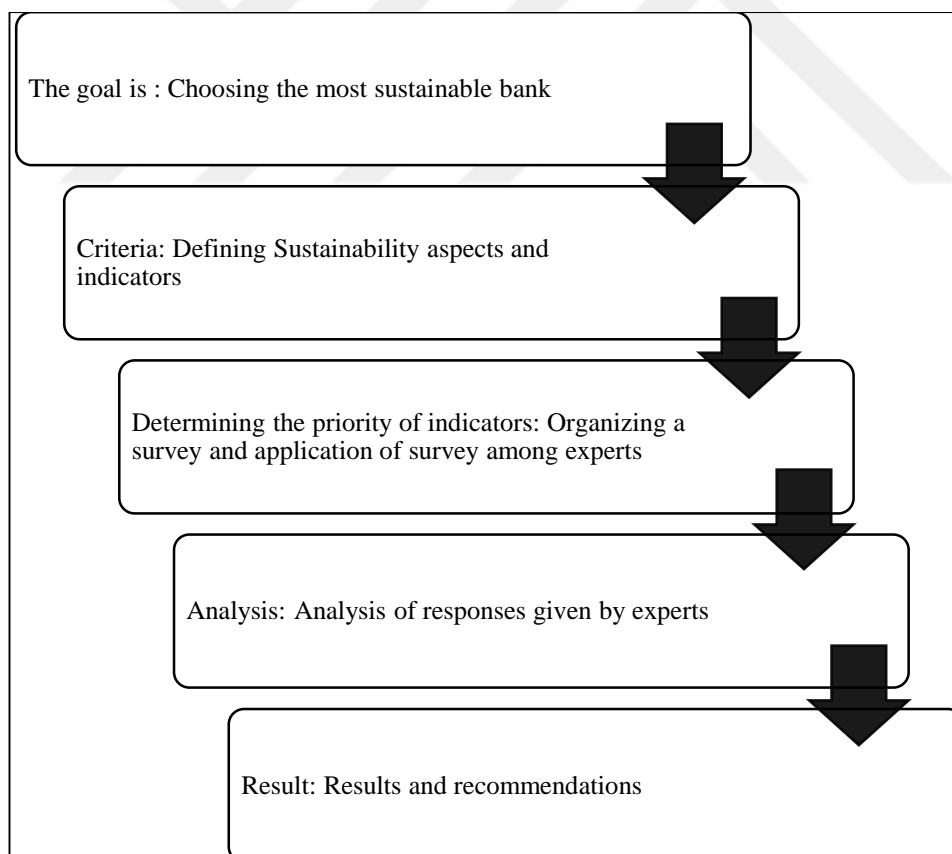 The goal is : Choosing the most sustainable bank
Criteria: Defining Sustainability aspects and
indicators
Determining the priority of indicators: Organizing a
survey and application of survey among experts
Analysis: Analysis of responses given by experts
Result: Results and recommendations